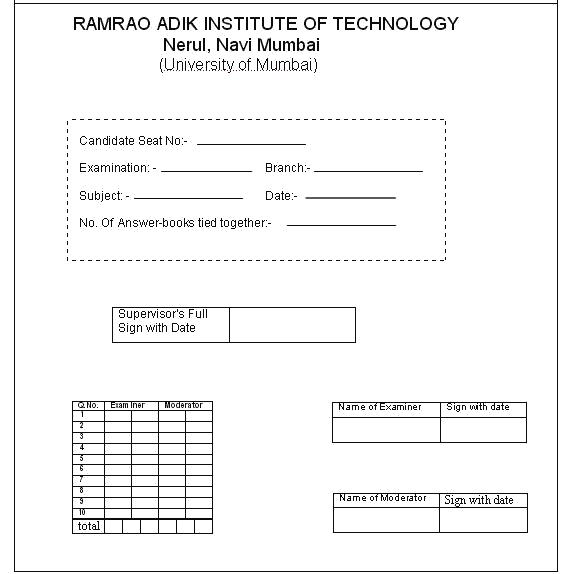 RAMRAO ADIK INSTITUTE OF TECHNOLOGY
Nerul, Navi Mumbai
(University of Mumbai)
Candidate Seat No:-
Examination: - Branch:-
Subject: - Date:-
No. Of Answer-books tied together:-
Supervisor's Full
Sign with Date
Q.No. Examiner Moderator
1
2
3
4
5
6
7
8
9
10
total
Name of Examiner Sign with date
Name of Moderator Sign with date